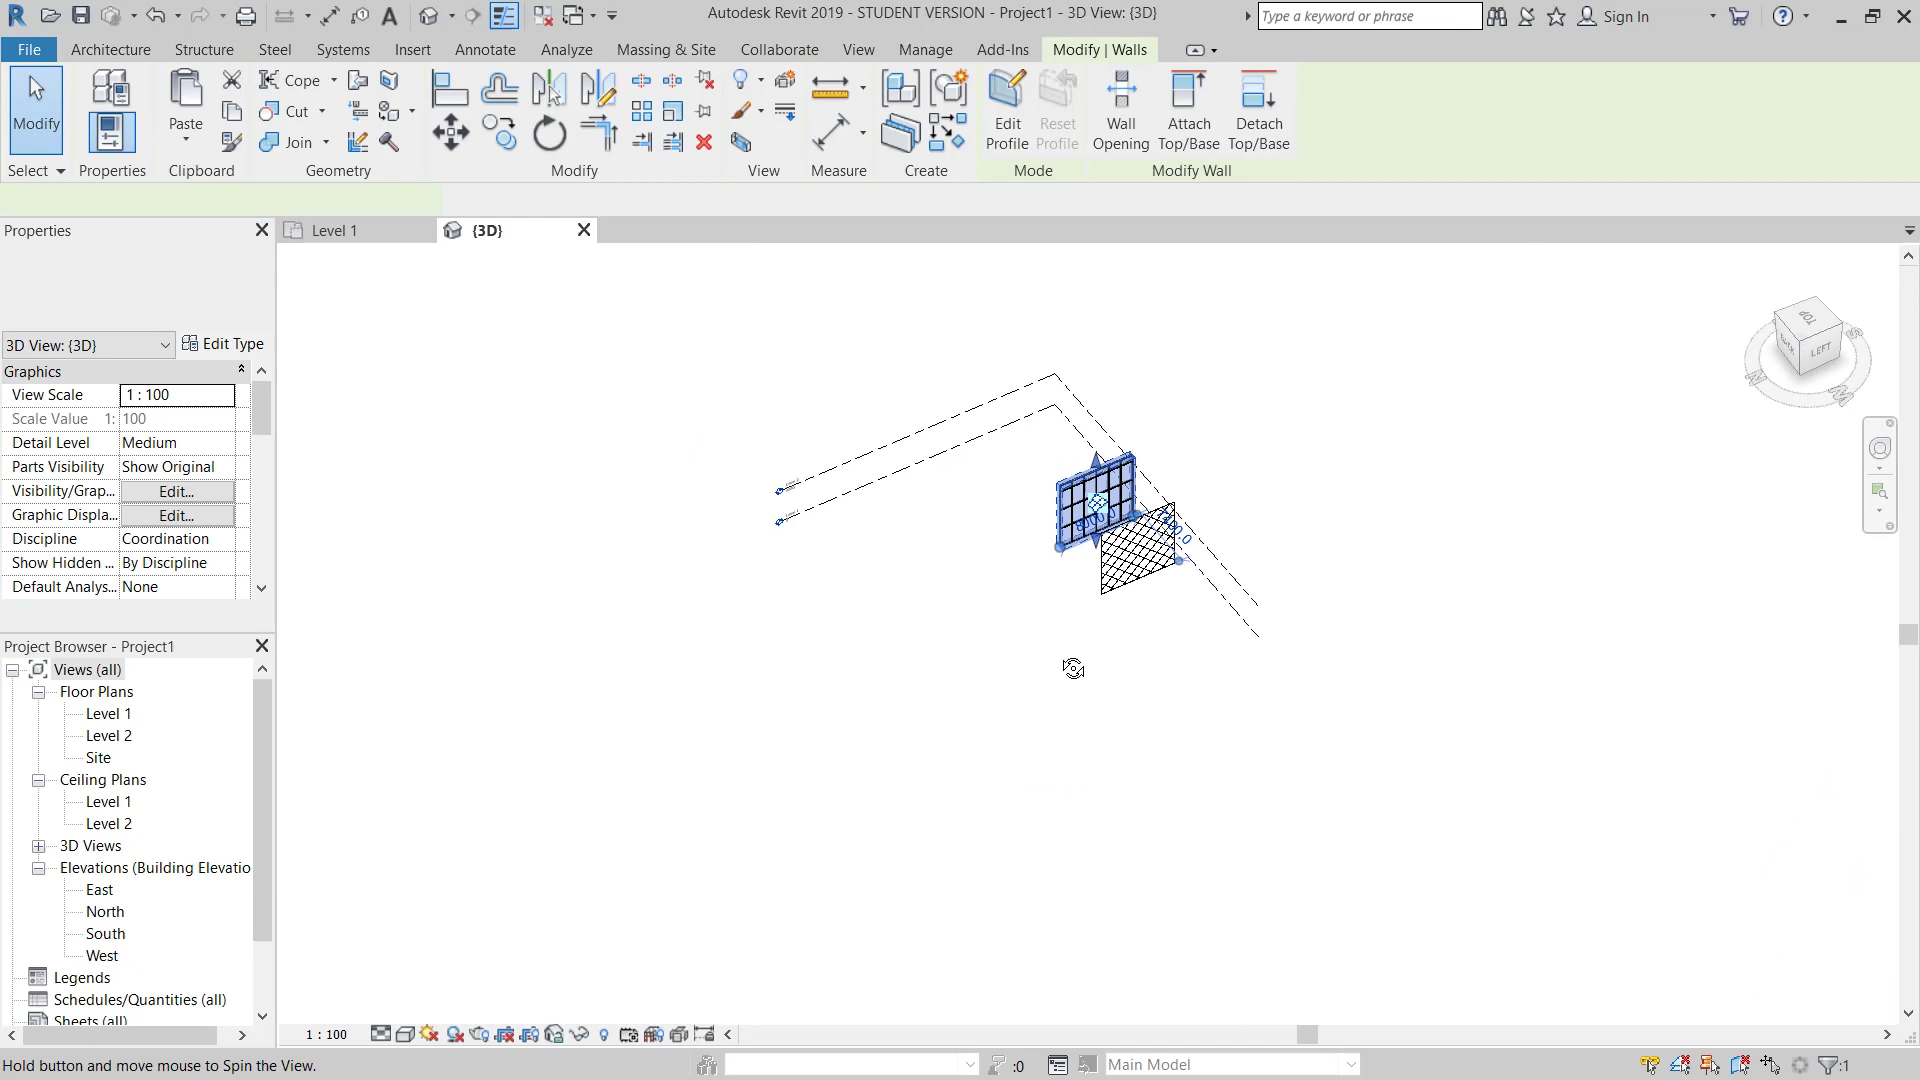 Autodesk Revit 2019 - STUDENT VERSION - Project1 - 3D View: {3D}
Type a keyword or phrase
Sign In
File Architecture Structure Steel Systems Insert Annotate Analyze Massing & Site Collaborate View Manage Add-Ins Modify | Walls
Modify
Paste
Cope
Cut
Join
Edit Profile
Reset Profile
Wall Opening
Attach Top/Base
Detach Top/Base
Select Properties Clipboard Geometry Modify View Measure Create Mode Modify Wall
Properties
Level 1
{3D}
3D View: {3D}
Edit Type
Graphics
View Scale 1 : 100
Scale Value 1: 100
Detail Level Medium
Parts Visibility Show Original
Visibility/Grap... Edit...
Graphic Displa... Edit...
Discipline Coordination
Show Hidden ... By Discipline
Default Analys... None
TOP
BACK
LEFT
S
N
W
8000.0
Project Browser - Project1
Views (all)
Floor Plans
Level 1
Level 2
Site
Ceiling Plans
Level 1
Level 2
3D Views
Elevations (Building Elevatio
East
North
South
West
Legends
Schedules/Quantities (all)
Sheets (all)
1 : 100
Hold button and move mouse to Spin the View.
:0
Main Model
:1